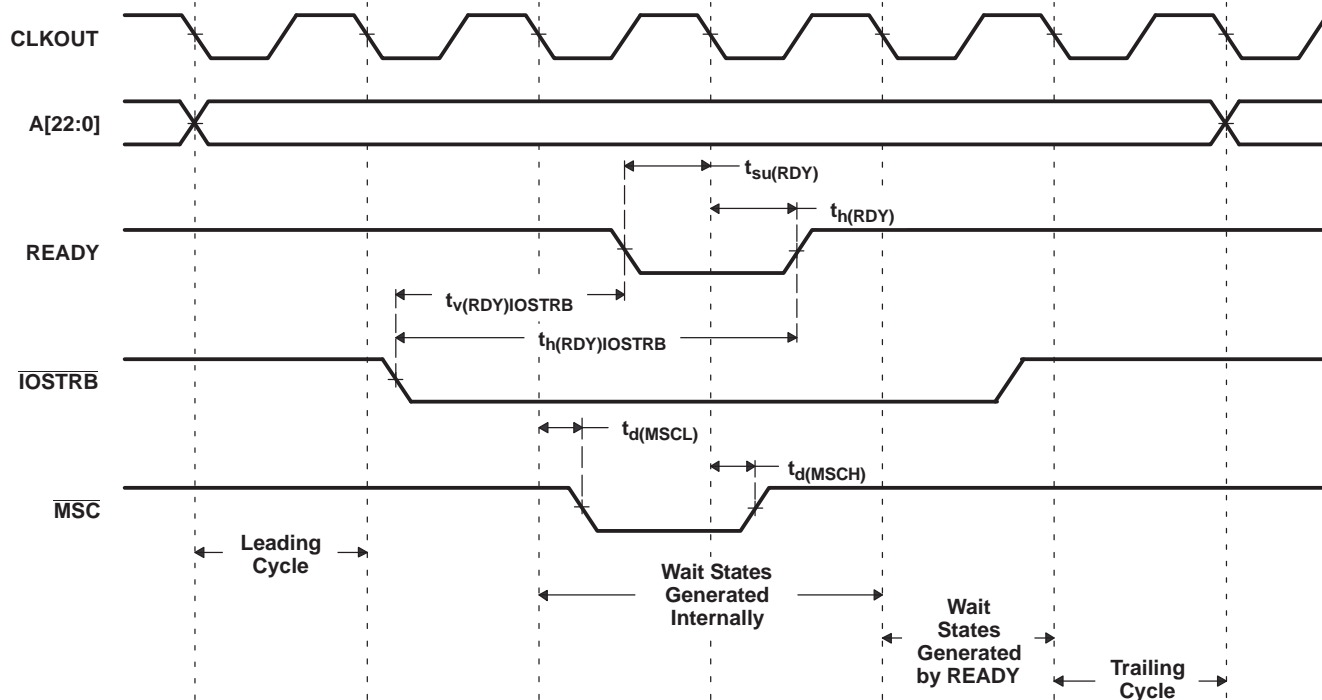 CLKOUT
A[22:0]
tsu(RDY)
th(RDY)
READY
tv(RDY)IOSTRB
th(RDY)IOSTRB
IOSTRB
td(MSCL)
td(MSCH)
MSC
Leading
Cycle
Wait States
Generated
Internally
Wait
States
Generated
by READY
Trailing
Cycle